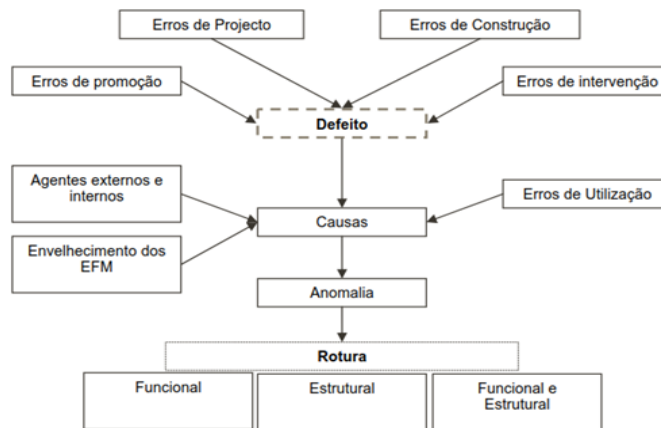 Erros de Projecto
Erros de Construção
Erros de promoção
Erros de intervenção
Defeito
Agentes externos e
internos
Erros de Utilização
Causas
Envelhecimento dos
EFM
Anomalia
Rotura
Funcional
Estrutural
Funcional e
Estrutural